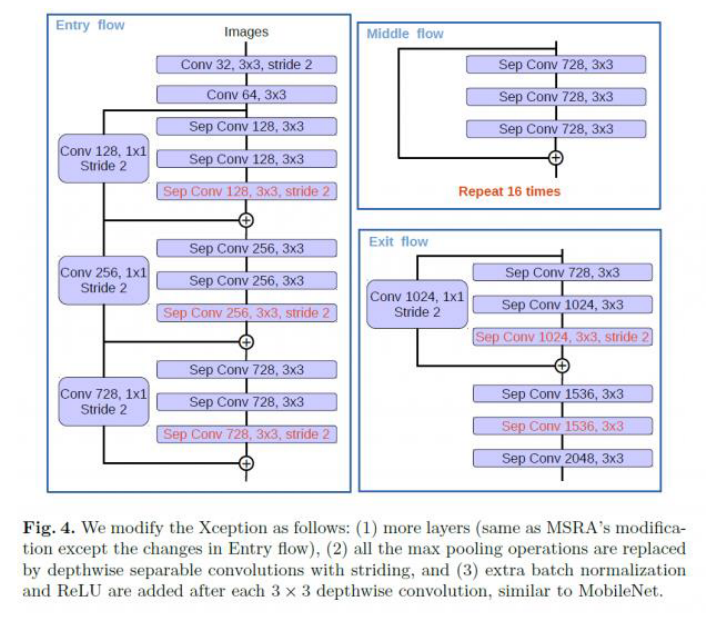 Entry flow
Images
Conv 32, 3x3, stride 2
Conv 64, 3x3
Sep Conv 128, 3x3
Conv 128, 1x1
Stride 2
Sep Conv 128, 3x3
Sep Conv 128, 3x3, stride 2
+
Sep Conv 256, 3x3
Conv 256, 1x1
Stride 2
Sep Conv 256, 3x3
Sep Conv 256, 3x3, stride 2
+
Sep Conv 728, 3x3
Conv 728, 1x1
Stride 2
Sep Conv 728, 3x3
Sep Conv 728, 3x3, stride 2
+
Middle flow
Sep Conv 728, 3x3
Sep Conv 728, 3x3
Sep Conv 728, 3x3
+
Repeat 16 times
Exit flow
Sep Conv 728, 3x3
Conv 1024, 1x1
Stride 2
Sep Conv 1024, 3x3
Sep Conv 1024, 3x3, stride 2
+
Sep Conv 1536, 3x3
Sep Conv 1536, 3x3
Sep Conv 2048, 3x3
Fig. 4. We modify the Xception as follows: (1) more layers (same as MSRA's modifica-
tion except the changes in Entry flow), (2) all the max pooling operations are replaced
by depthwise separable convolutions with striding, and (3) extra batch normalization
and ReLU are added after each 3 × 3 depthwise convolution, similar to MobileNet.